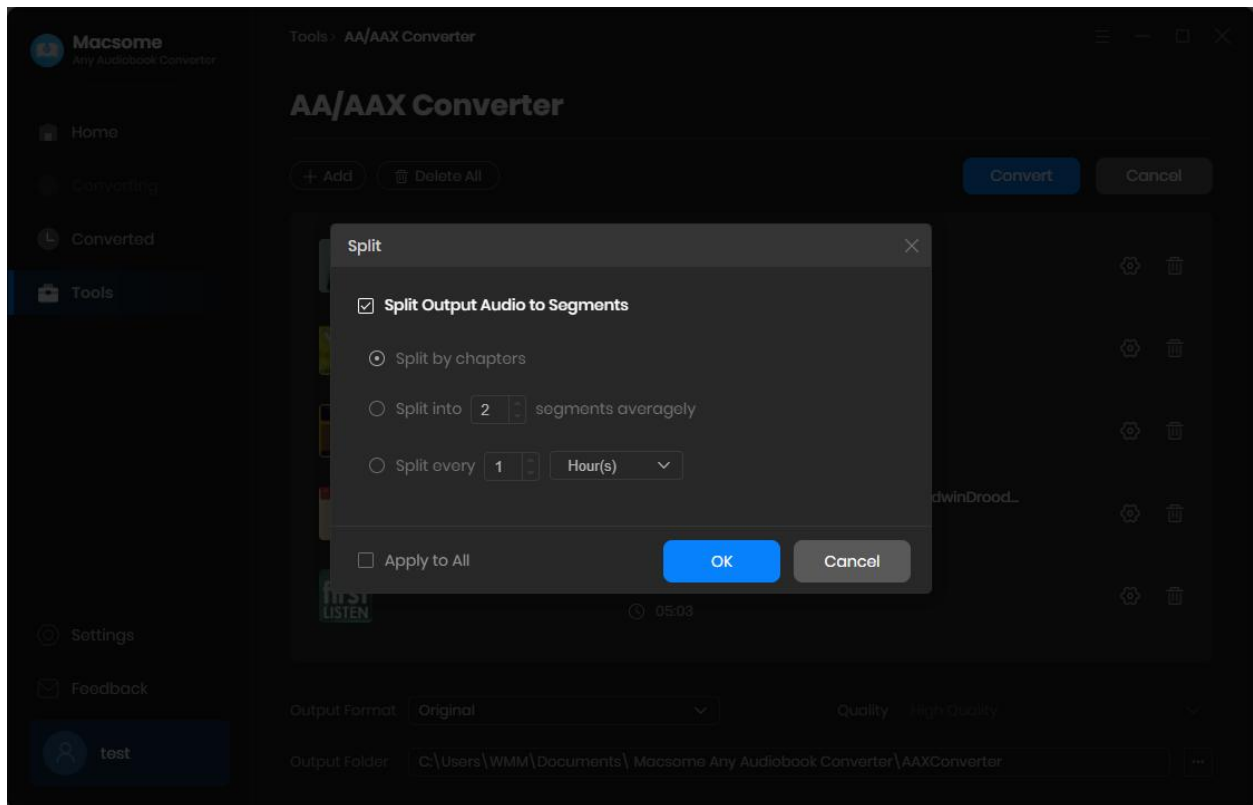 Macsome
Any Audiobook Converter
Tools› AA/AAX Converter
AA/AAX Converter
Home
Converting
Converted
Tools
+ Add
Delete All
Convert
Cancel
Split
Split Output Audio to Segments
Split by chapters
Split into 2 segments averagely
Split every 1 Hour(s)
dwinDrood...
Apply to All
OK
Cancel
first
LISTEN
05:03
Settings
Feedback
test
Output Format Original
Quality High Quality
Output Folder C:\Users\WMM\Documents\ Macsome Any Audiobook Converter\AAXConverter
...